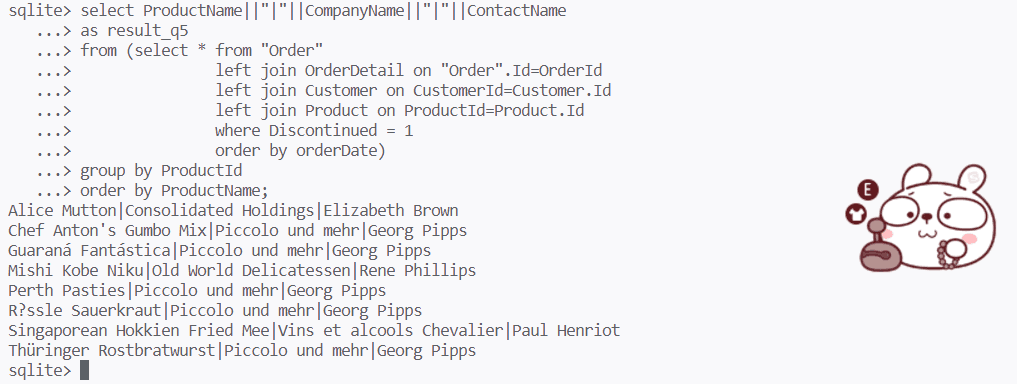 sqlite> select ProductName||"|"||CompanyName||"|"||ContactName
   ...> as result_q5
   ...> from (select * from "Order"
   ...>                 left join OrderDetail on "Order".Id=OrderId
   ...>                 left join Customer on CustomerId=Customer.Id
   ...>                 left join Product on ProductId=Product.Id
   ...>                 where Discontinued = 1
   ...>                 order by orderDate)
   ...> group by ProductId
   ...> order by ProductName;
Alice Mutton|Consolidated Holdings|Elizabeth Brown
Chef Anton's Gumbo Mix|Piccolo und mehr|Georg Pipps
Guaraná Fantástica|Piccolo und mehr|Georg Pipps
Mishi Kobe Niku|Old World Delicatessen|Rene Phillips
Perth Pasties|Piccolo und mehr|Georg Pipps
R?ssle Sauerkraut|Piccolo und mehr|Georg Pipps
Singaporean Hokkien Fried Mee|Vins et alcools Chevalier|Paul Henriot
Thüringer Rostbratwurst|Piccolo und mehr|Georg Pipps
sqlite>
E